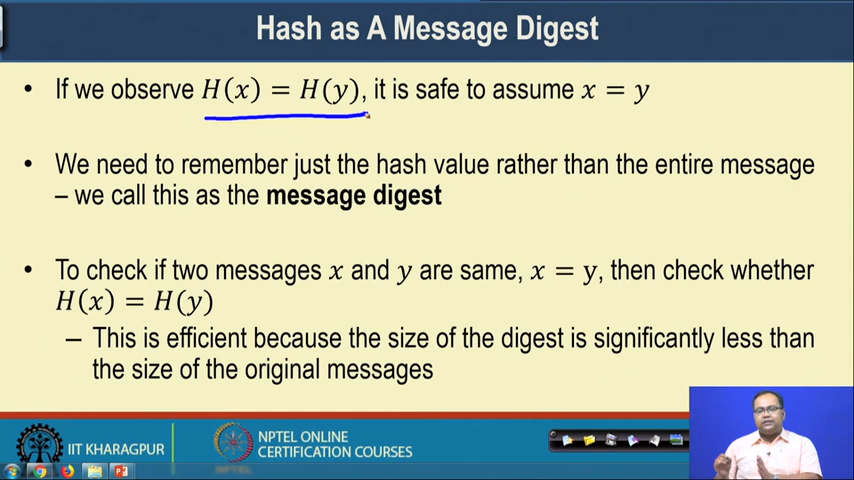 Hash as A Message Digest
• If we observe H(x) = H(y), it is safe to assume x = y
• We need to remember just the hash value rather than the entire message
– we call this as the message digest
• To check if two messages x and y are same, x = y, then check whether
H(x) = H(y)
– This is efficient because the size of the digest is significantly less than
the size of the original messages
IIT KHARAGPUR
NPTEL ONLINE
CERTIFICATION COURSES